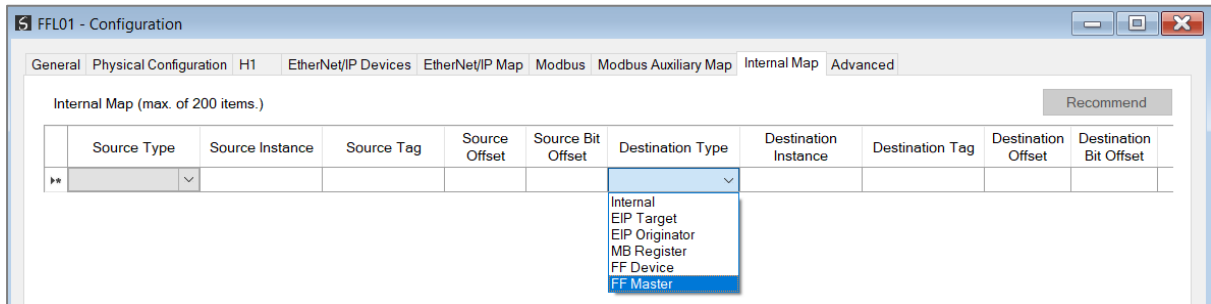 FFL01 - Configuration
General Physical Configuration H1 EtherNet/IP Devices EtherNet/IP Map Modbus Modbus Auxiliary Map Internal Map Advanced
Internal Map (max. of 200 items.) Recommend
Source Type Source Instance Source Tag Source Offset Source Bit Offset Destination Type Destination Instance Destination Tag Destination Offset Destination Bit Offset
Internal
EIP Target
EIP Originator
MB Register
FF Device
FF Master